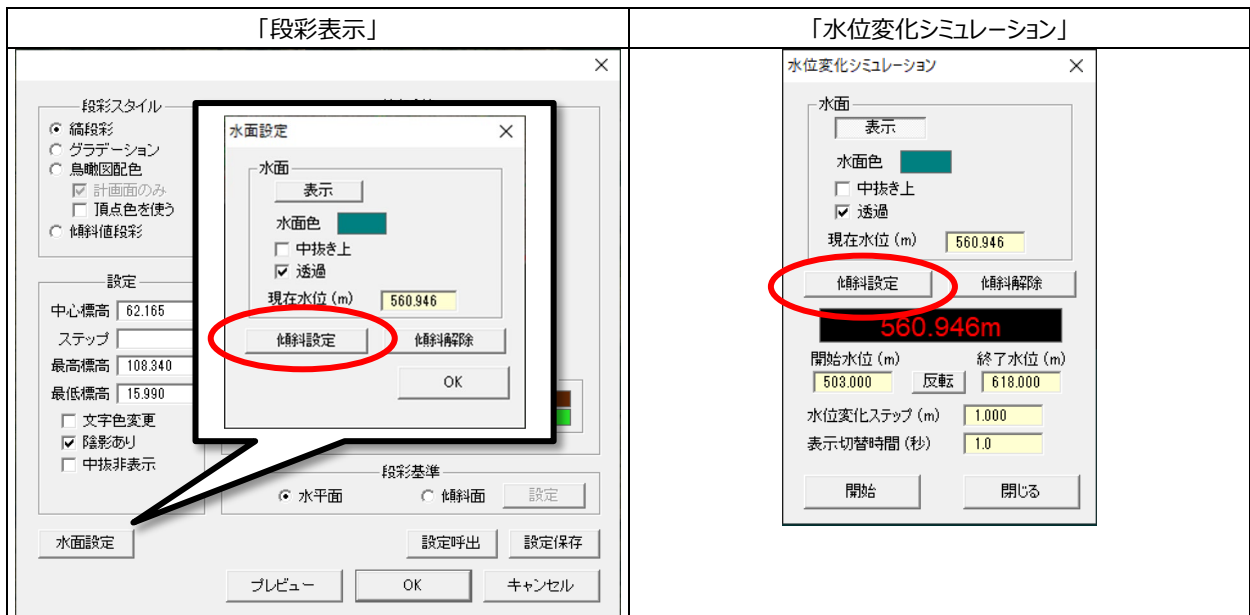 「段彩表示」
「水位変化シミュレーション」
段彩スタイル
縞段彩
グラデーション
鳥瞰図配色
計画面のみ
頂点色を使う
傾斜値段彩
設定
中心標高 62.165
ステップ
最高標高 108.340
最低標高 15.990
文字色変更
陰影あり
中抜非表示
水面設定
水面
表示
水面色
中抜き上
透過
現在水位 (m) 560.946
傾斜設定 傾斜解除
OK
段彩基準
水平面 傾斜面 設定
水面設定 設定呼出 設定保存
プレビュー OK キャンセル
水位変化シミュレーション
水面
表示
水面色
中抜き上
透過
現在水位 (m) 560.946
傾斜設定 傾斜解除
560.946m
開始水位 (m) 終了水位 (m)
503.000 反転 618.000
水位変化ステップ (m) 1.000
表示切替時間 (秒) 1.0
開始 閉じる